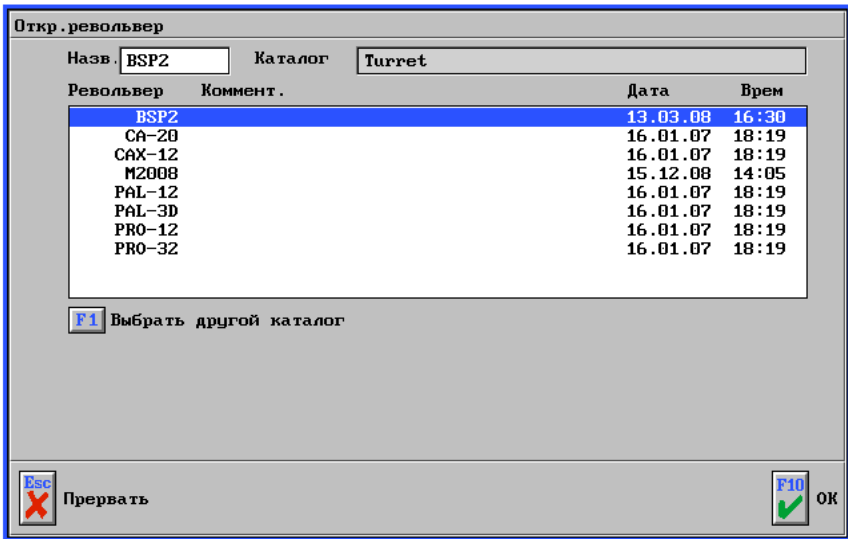 Откр.револьвер
Назв. BSP2 Каталог Turret
Револьвер Коммент. Дата Врем
BSP2 13.03.08 16:30
CA-20 16.01.07 18:19
CAX-12 16.01.07 18:19
M2008 15.12.08 14:05
PAL-12 16.01.07 18:19
PAL-3D 16.01.07 18:19
PRO-12 16.01.07 18:19
PRO-32 16.01.07 18:19
F1 Выбрать другой каталог
Esc Прервать F10 ОК